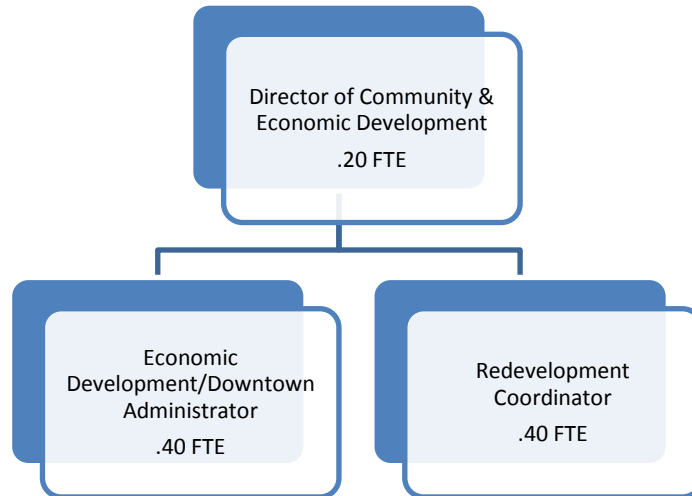 Director of Community &
Economic Development
.20 FTE
Economic
Development/Downtown
Administrator
.40 FTE
Redevelopment
Coordinator
.40 FTE